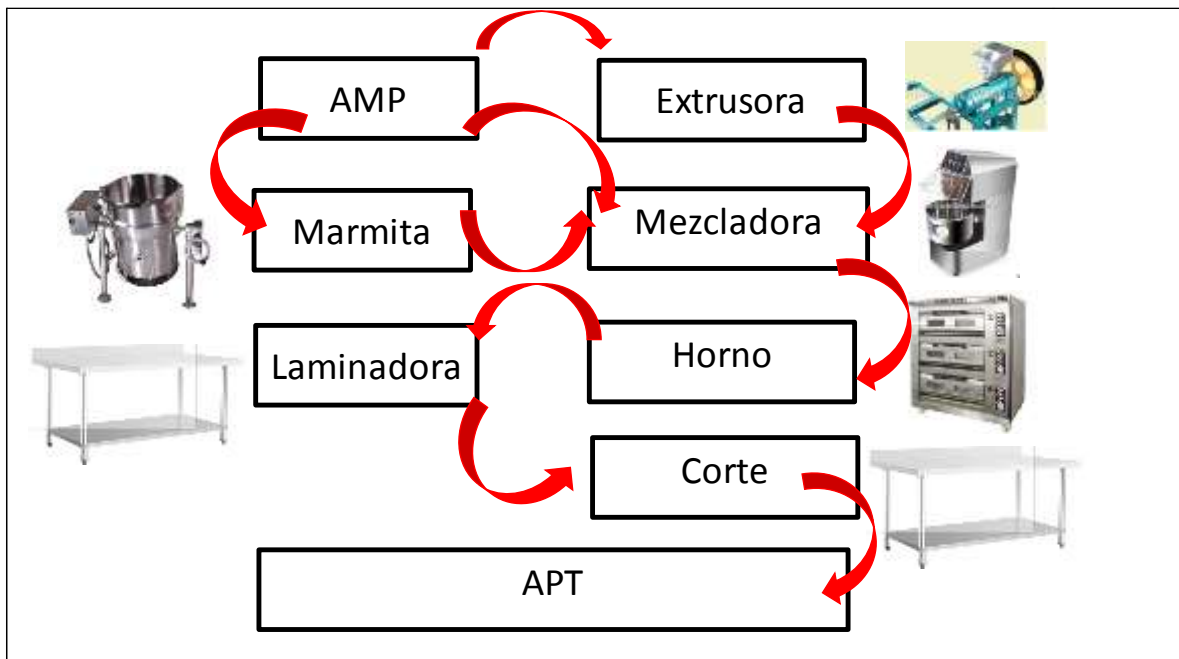 AMP
Extrusora
Marmita
Mezcladora
Laminadora
Horno
Corte
APT